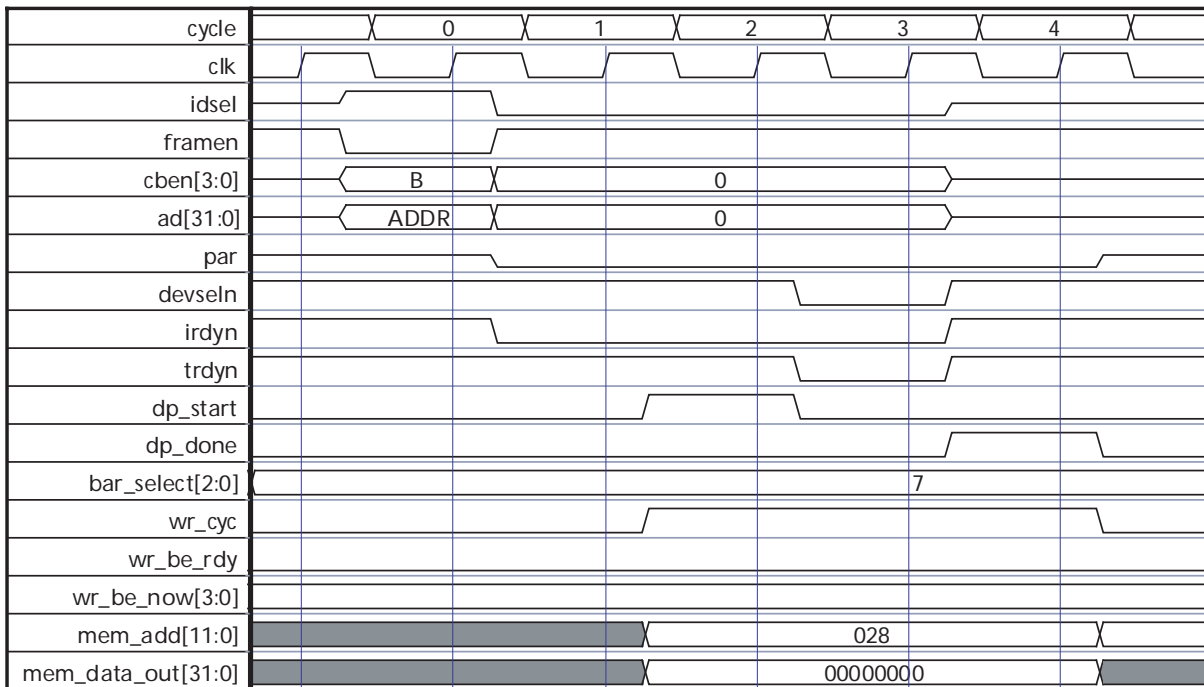 cycle 0 1 2 3 4
clk
idsel
framen
cben[3:0] B 0
ad[31:0] ADDR 0
par
devseln
irdyn
trdyn
dp_start
dp_done
bar_select[2:0] 7
wr_cyc
wr_be_rdy
wr_be_now[3:0]
mem_add[11:0] 028
mem_data_out[31:0] 00000000